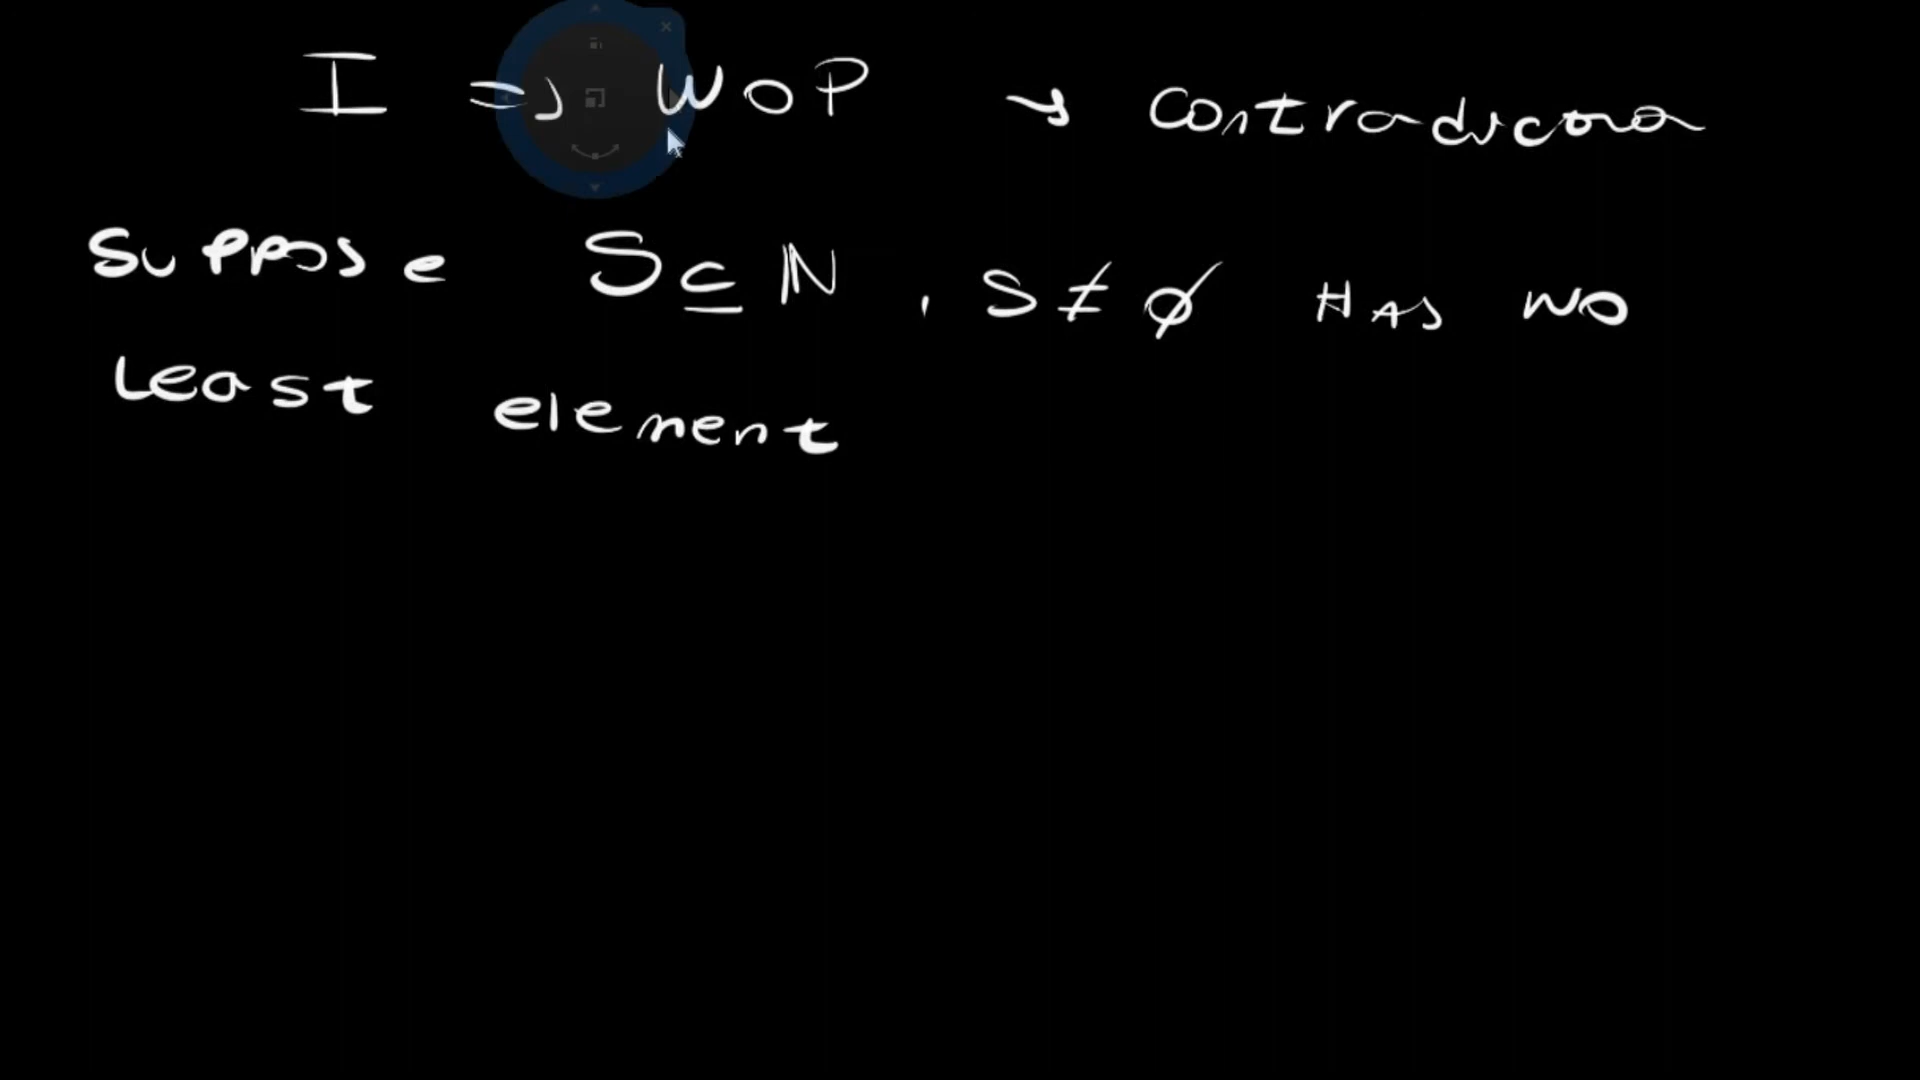 I => WOP → Contradiction
Suppose S ⊆ ℕ , S ≠ ∅ HAS NO
Least element